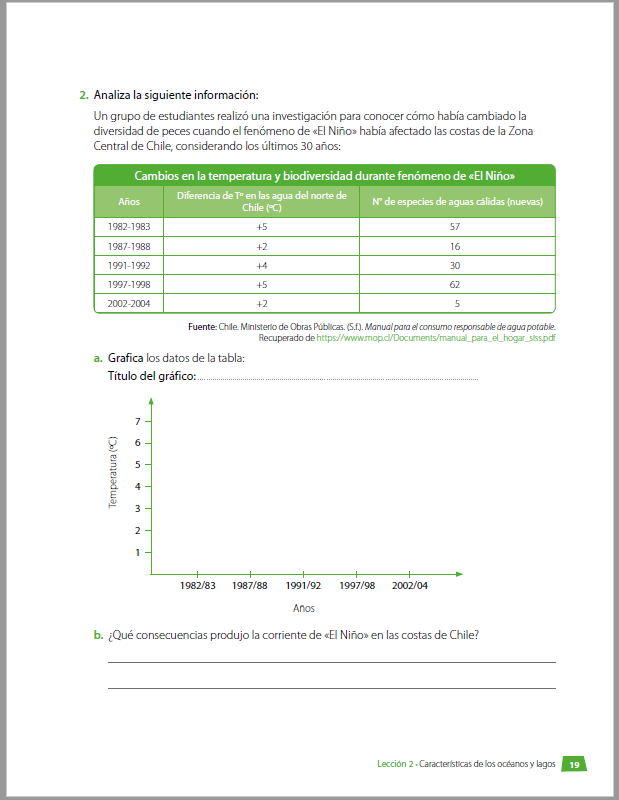 2. Analiza la siguiente información:
Un grupo de estudiantes realizó una investigación para conocer cómo había cambiado la
diversidad de peces cuando el fenómeno de «El Niño» había afectado las costas de la Zona
Central de Chile, considerando los últimos 30 años:
Cambios en la temperatura y biodiversidad durante fenómeno de «El Niño»
Años
Diferencia de Tº en las agua del norte de
Chile (ºC)
N° de especies de aguas cálidas (nuevas)
1982-1983 +5 57
1987-1988 +2 16
1991-1992 +4 30
1997-1998 +5 62
2002-2004 +2 5
Fuente: Chile. Ministerio de Obras Públicas. (S.f.). Manual para el consumo responsable de agua potable.
Recuperado de https://www.mop.cl/Documents/manual_para_el_hogar_siss.pdf
a. Grafica los datos de la tabla:
Título del gráfico:
7
6
5
4
3
2
1
Temperatura (ºC)
1982/83 1987/88 1991/92 1997/98 2002/04
Años
b. ¿Qué consecuencias produjo la corriente de «El Niño» en las costas de Chile?
Lección 2 • Características de los océanos y lagos 19